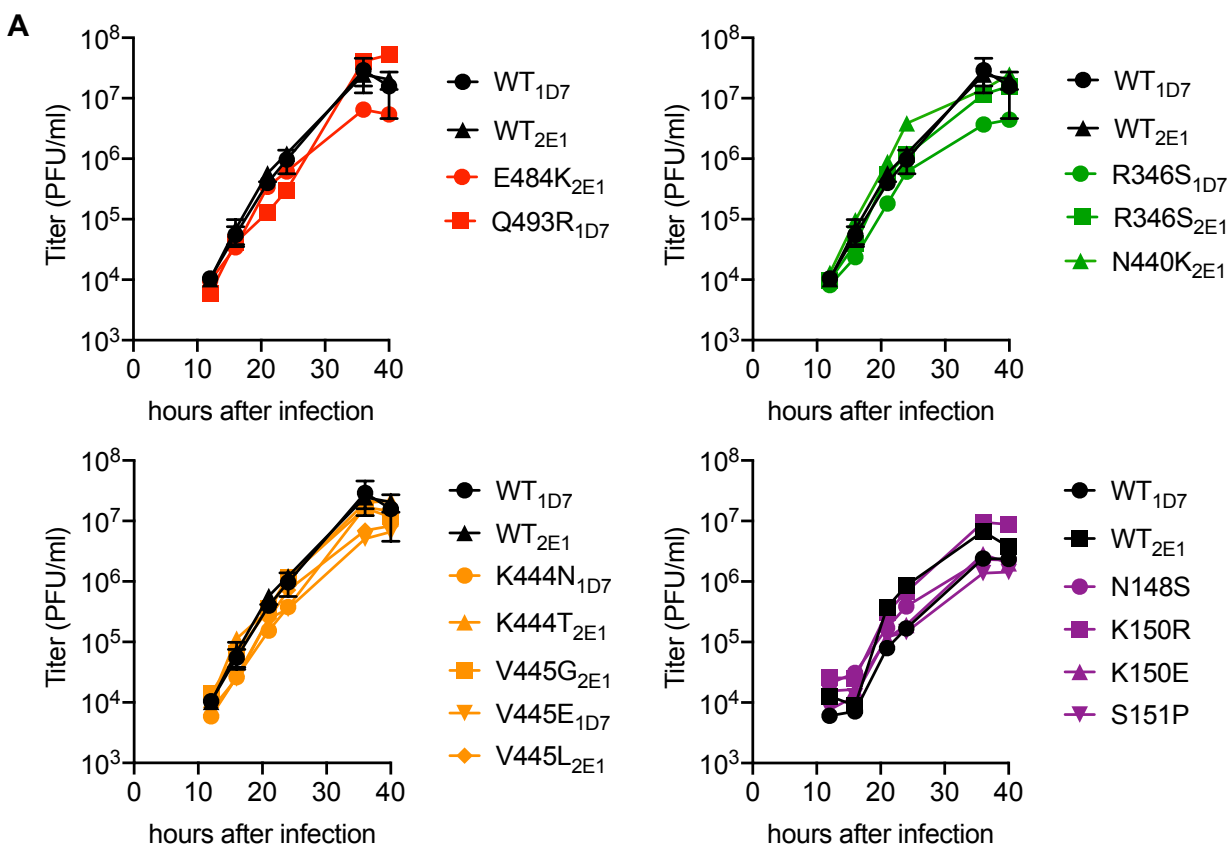 A
Titer (PFU/ml)
10⁸
10⁷
10⁶
10⁵
10⁴
10³
0
10
20
30
40
hours after infection
WT₁D₇
WT₂E₁
E484K₂E₁
Q493R₁D₇
Titer (PFU/ml)
10⁸
10⁷
10⁶
10⁵
10⁴
10³
0
10
20
30
40
hours after infection
WT₁D₇
WT₂E₁
R346S₁D₇
R346S₂E₁
N440K₂E₁
Titer (PFU/ml)
10⁸
10⁷
10⁶
10⁵
10⁴
10³
0
10
20
30
40
hours after infection
WT₁D₇
WT₂E₁
K444N₁D₇
K444T₂E₁
V445G₂E₁
V445E₁D₇
V445L₂E₁
Titer (PFU/ml)
10⁸
10⁷
10⁶
10⁵
10⁴
10³
0
10
20
30
40
hours after infection
WT₁D₇
WT₂E₁
N148S
K150R
K150E
S151P